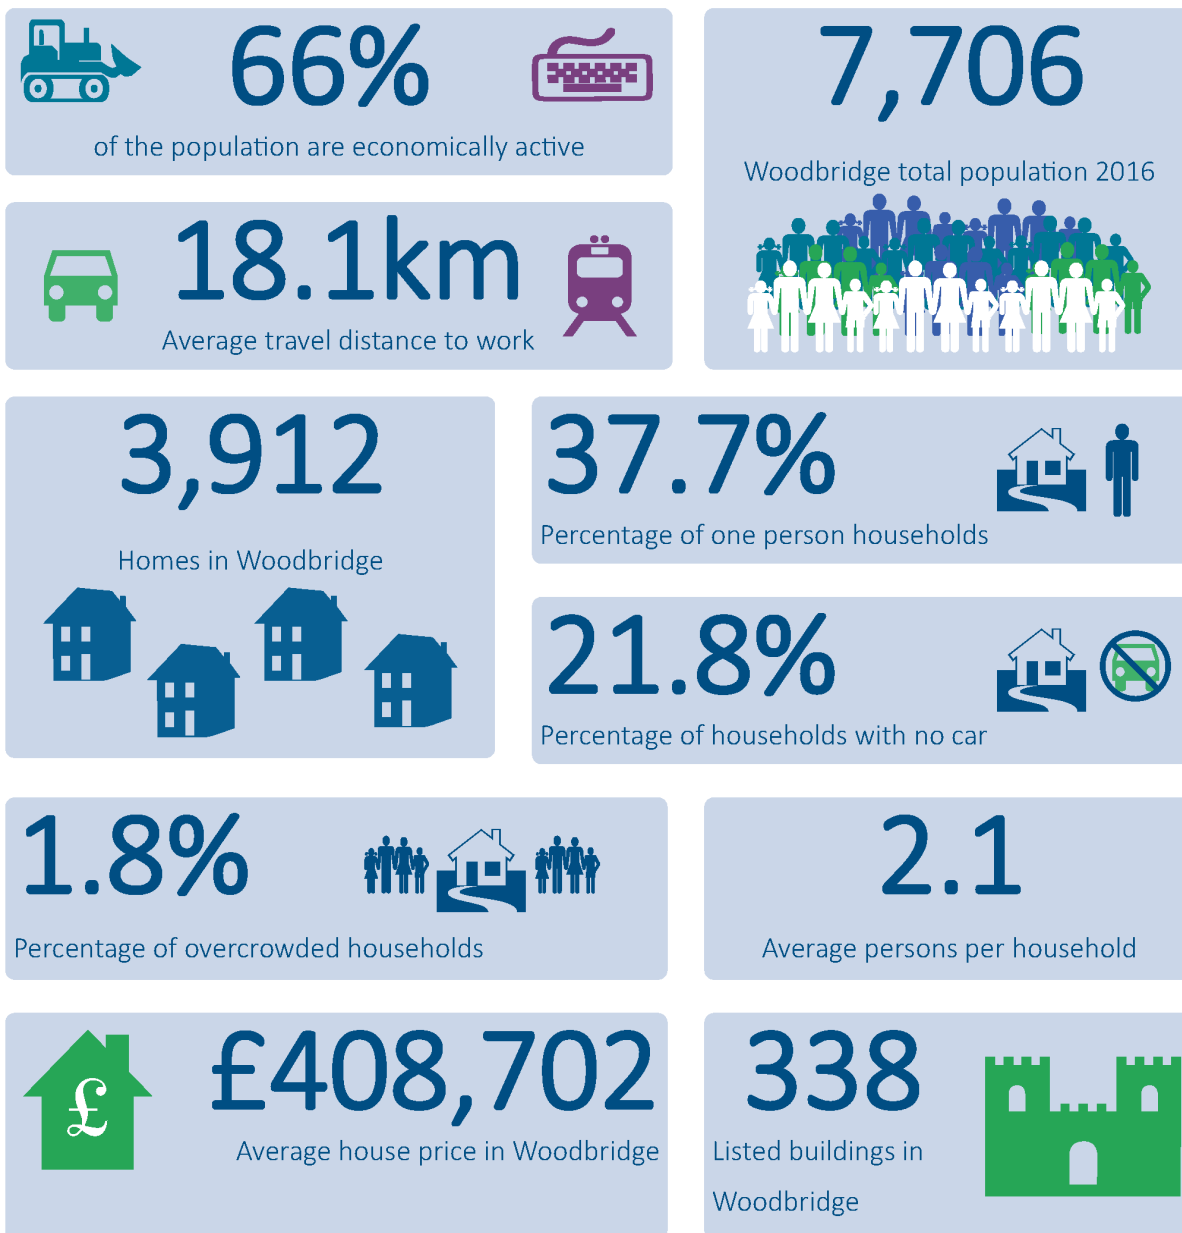 66%
of the population are economically active
7,706
Woodbridge total population 2016
18.1km
Average travel distance to work
3,912
Homes in Woodbridge
37.7%
Percentage of one person households
21.8%
Percentage of households with no car
1.8%
Percentage of overcrowded households
2.1
Average persons per household
£
£408,702
Average house price in Woodbridge
338
Listed buildings in
Woodbridge